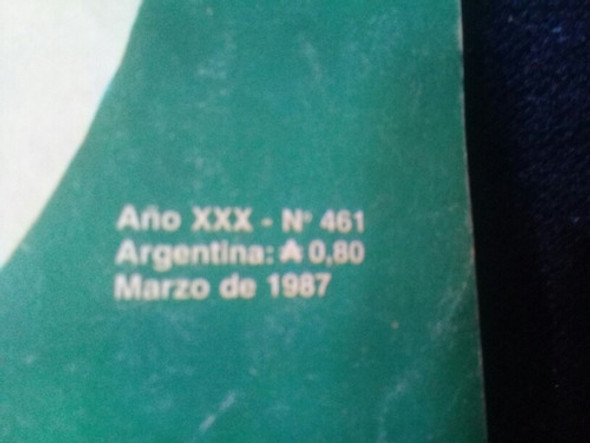 Año XXX - Nº 461
Argentina: ₳ 0,80
Marzo de 1987